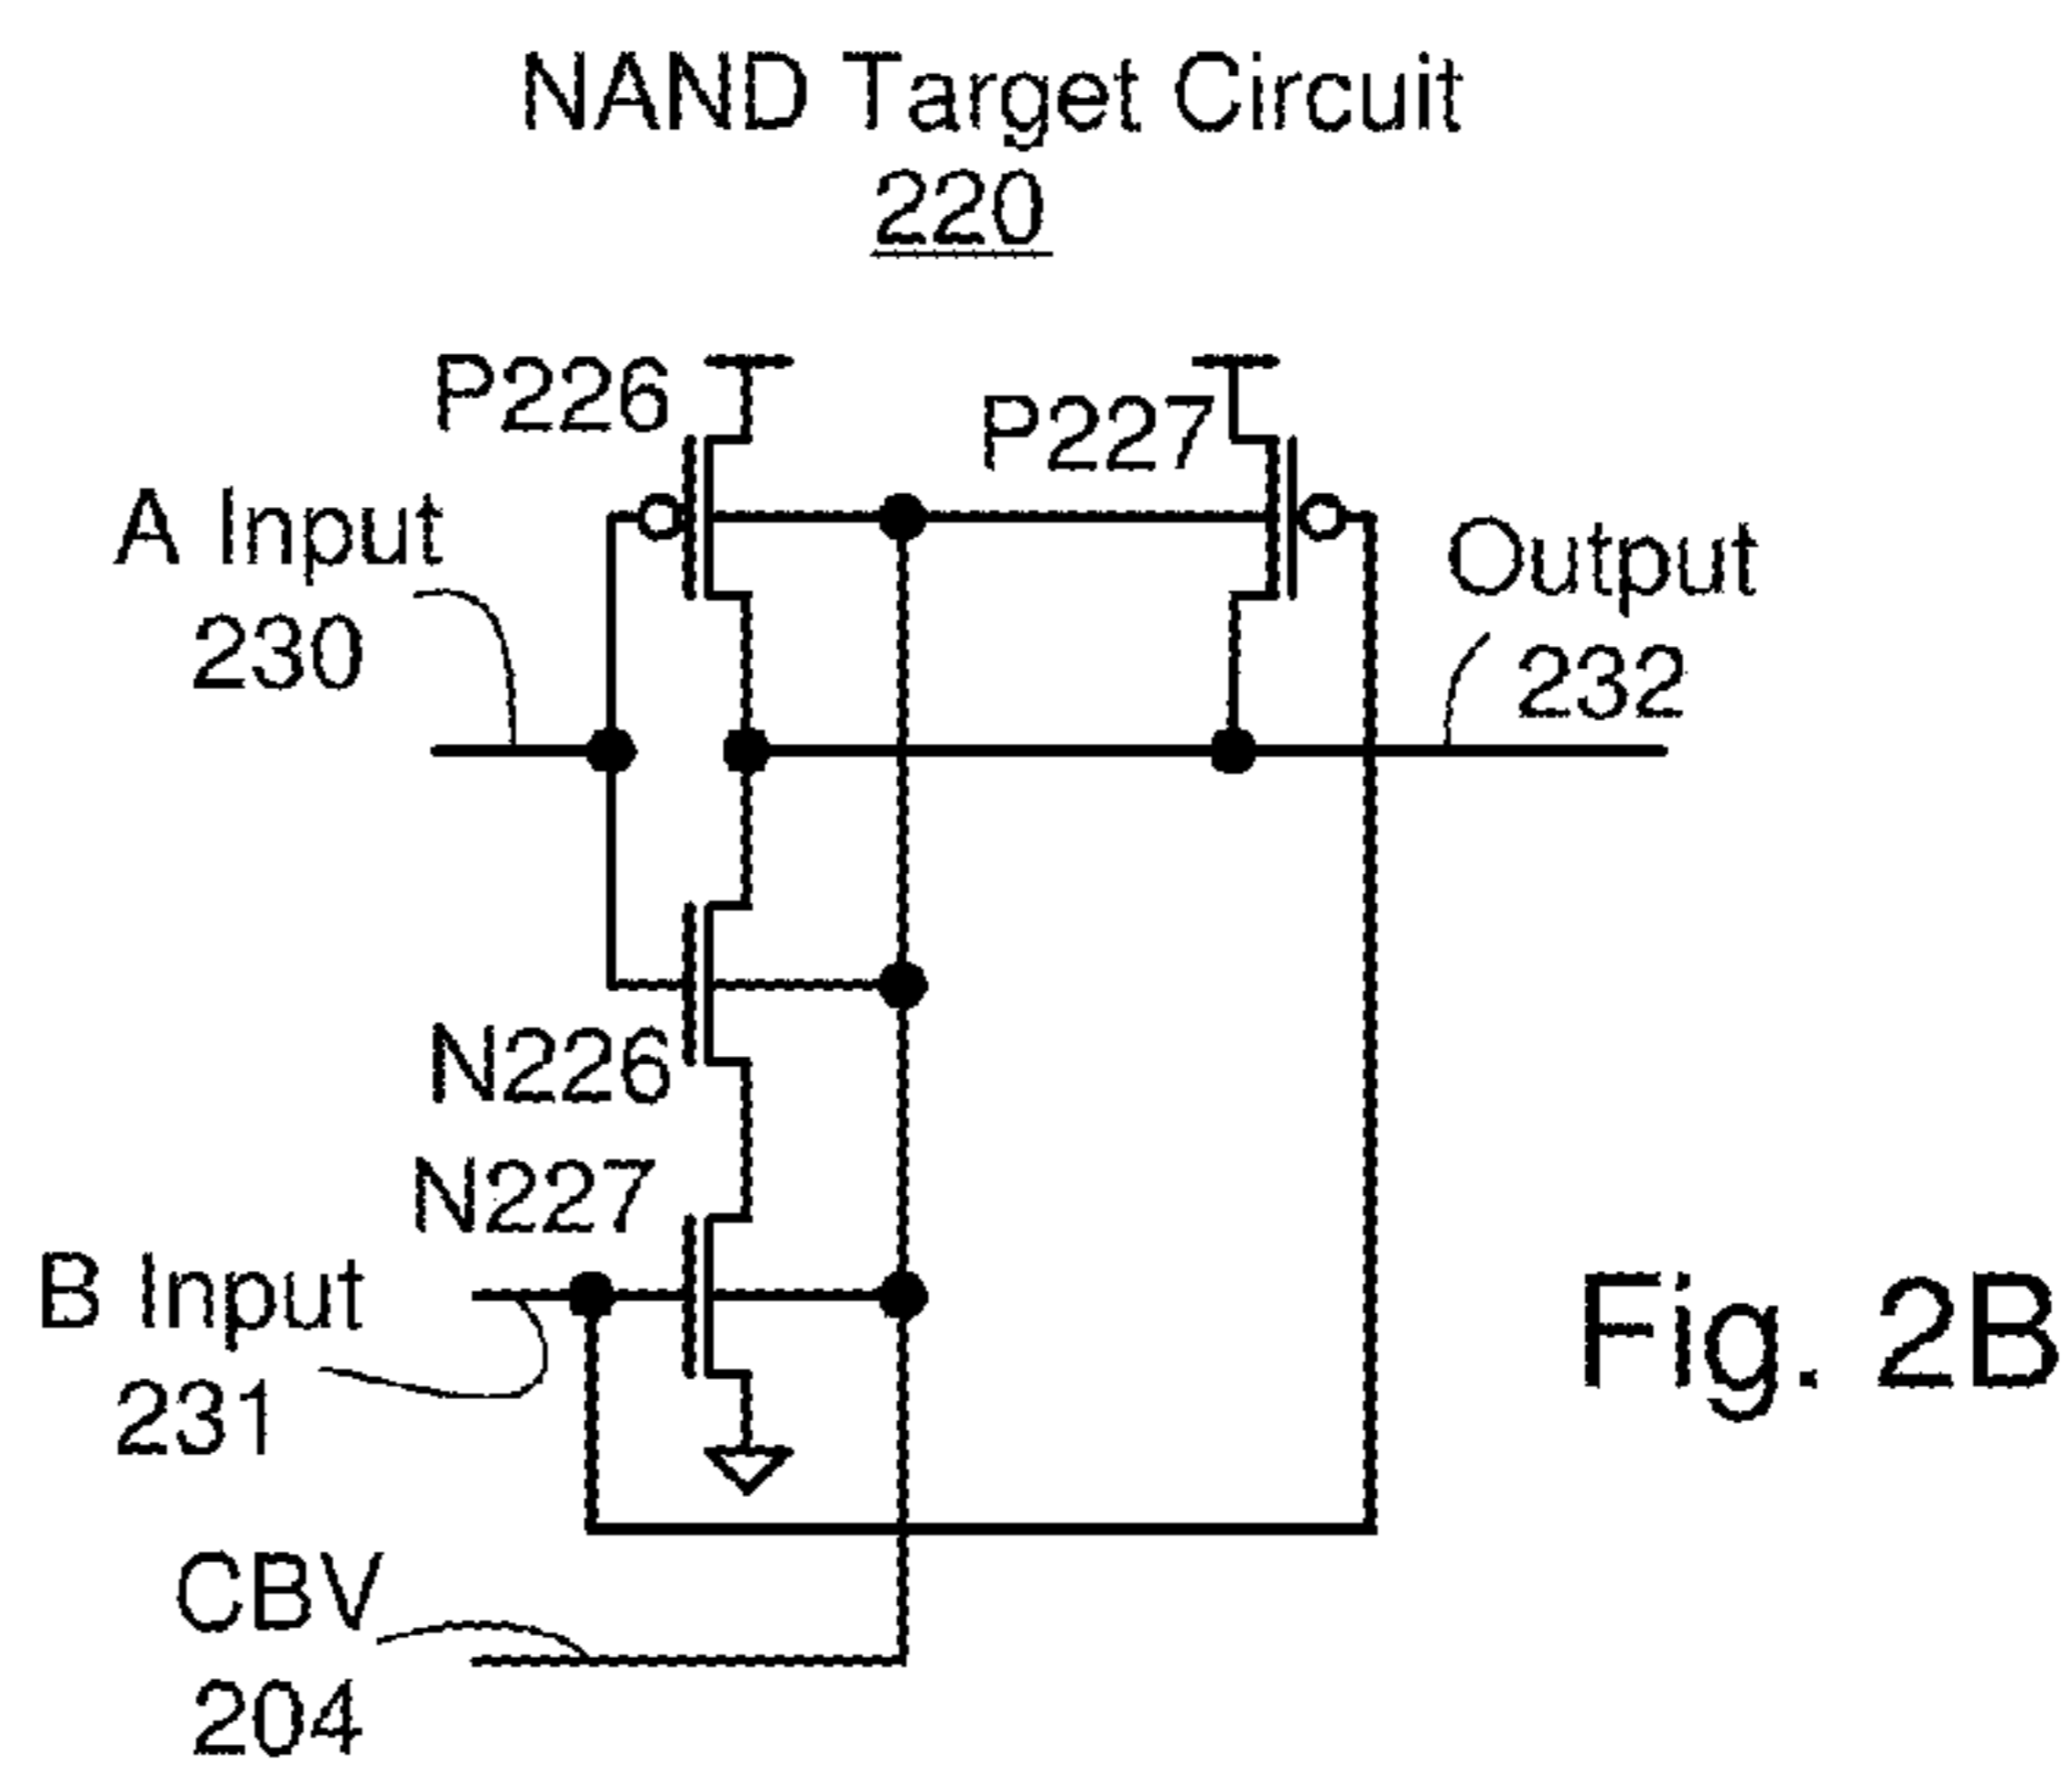 NAND Target Circuit
220
P226
P227
A Input
230
Output
232
N226
N227
B Input
231
Fig. 2B
CBV
204